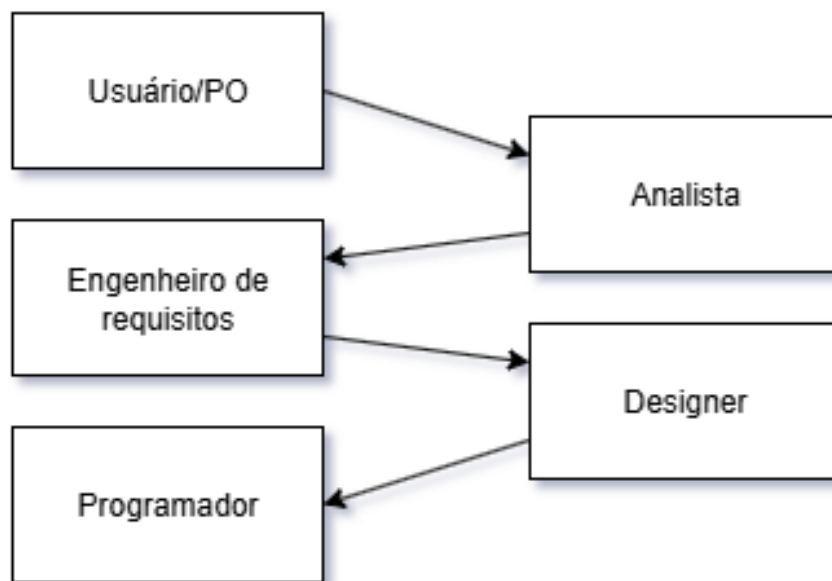 Usuário/PO
Analista
Engenheiro de
requisitos
Designer
Programador